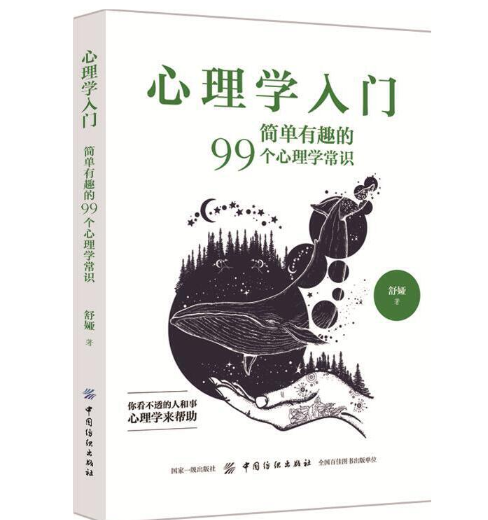 心理学入门
简单有趣的
99个心理学常识
舒娅
著
你看不透的人和事
心理学来帮助
国家一级出版社
中国纺织出版社
全国百佳图书出版单位
心理学入门
简单有趣的99个心理学常识
舒娅 著
中国纺织出版社